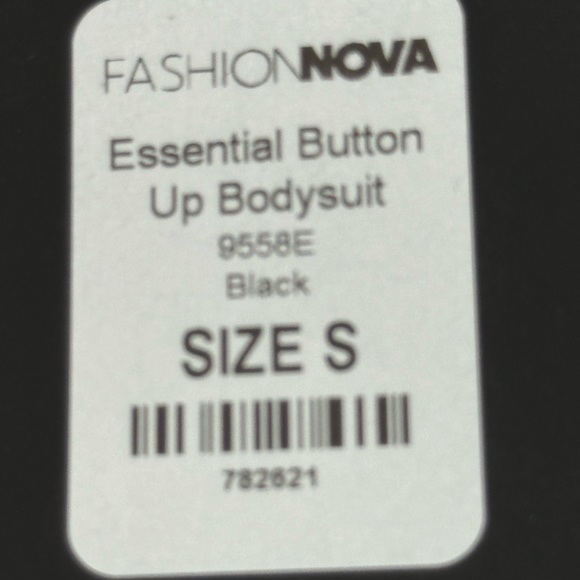 FASHIONNOVA
Essential Button
Up Bodysuit
9558E
Black
SIZE S
782621